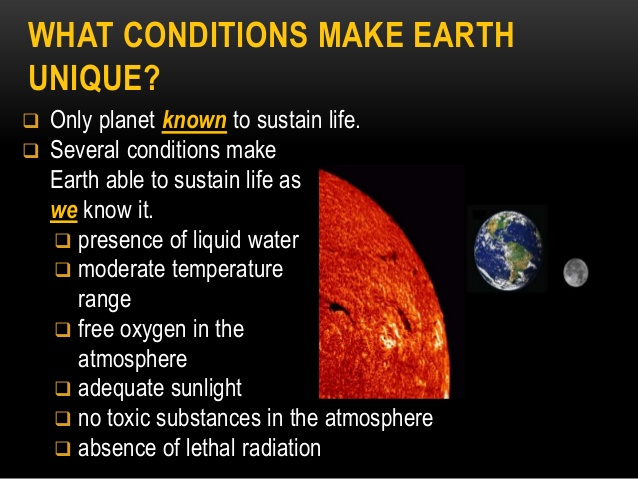 WHAT CONDITIONS MAKE EARTH
UNIQUE?
Only planet known to sustain life.
Several conditions make
Earth able to sustain life as
we know it.
presence of liquid water
moderate temperature
range
free oxygen in the
atmosphere
adequate sunlight
no toxic substances in the atmosphere
absence of lethal radiation